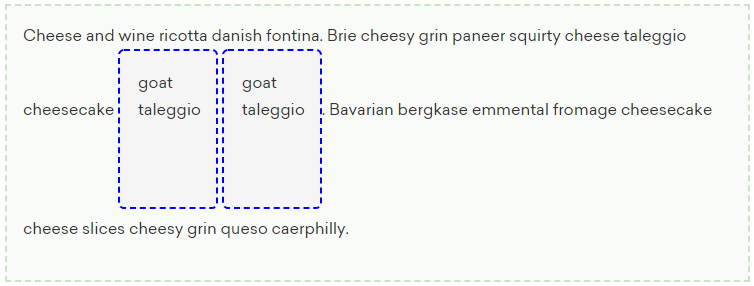 Cheese and wine ricotta danish fontina. Brie cheesy grin paneer squirty cheese taleggio
goat goat
cheesecake taleggio taleggio . Bavarian bergkase emmental fromage cheesecake
cheese slices cheesy grin queso caerphilly.